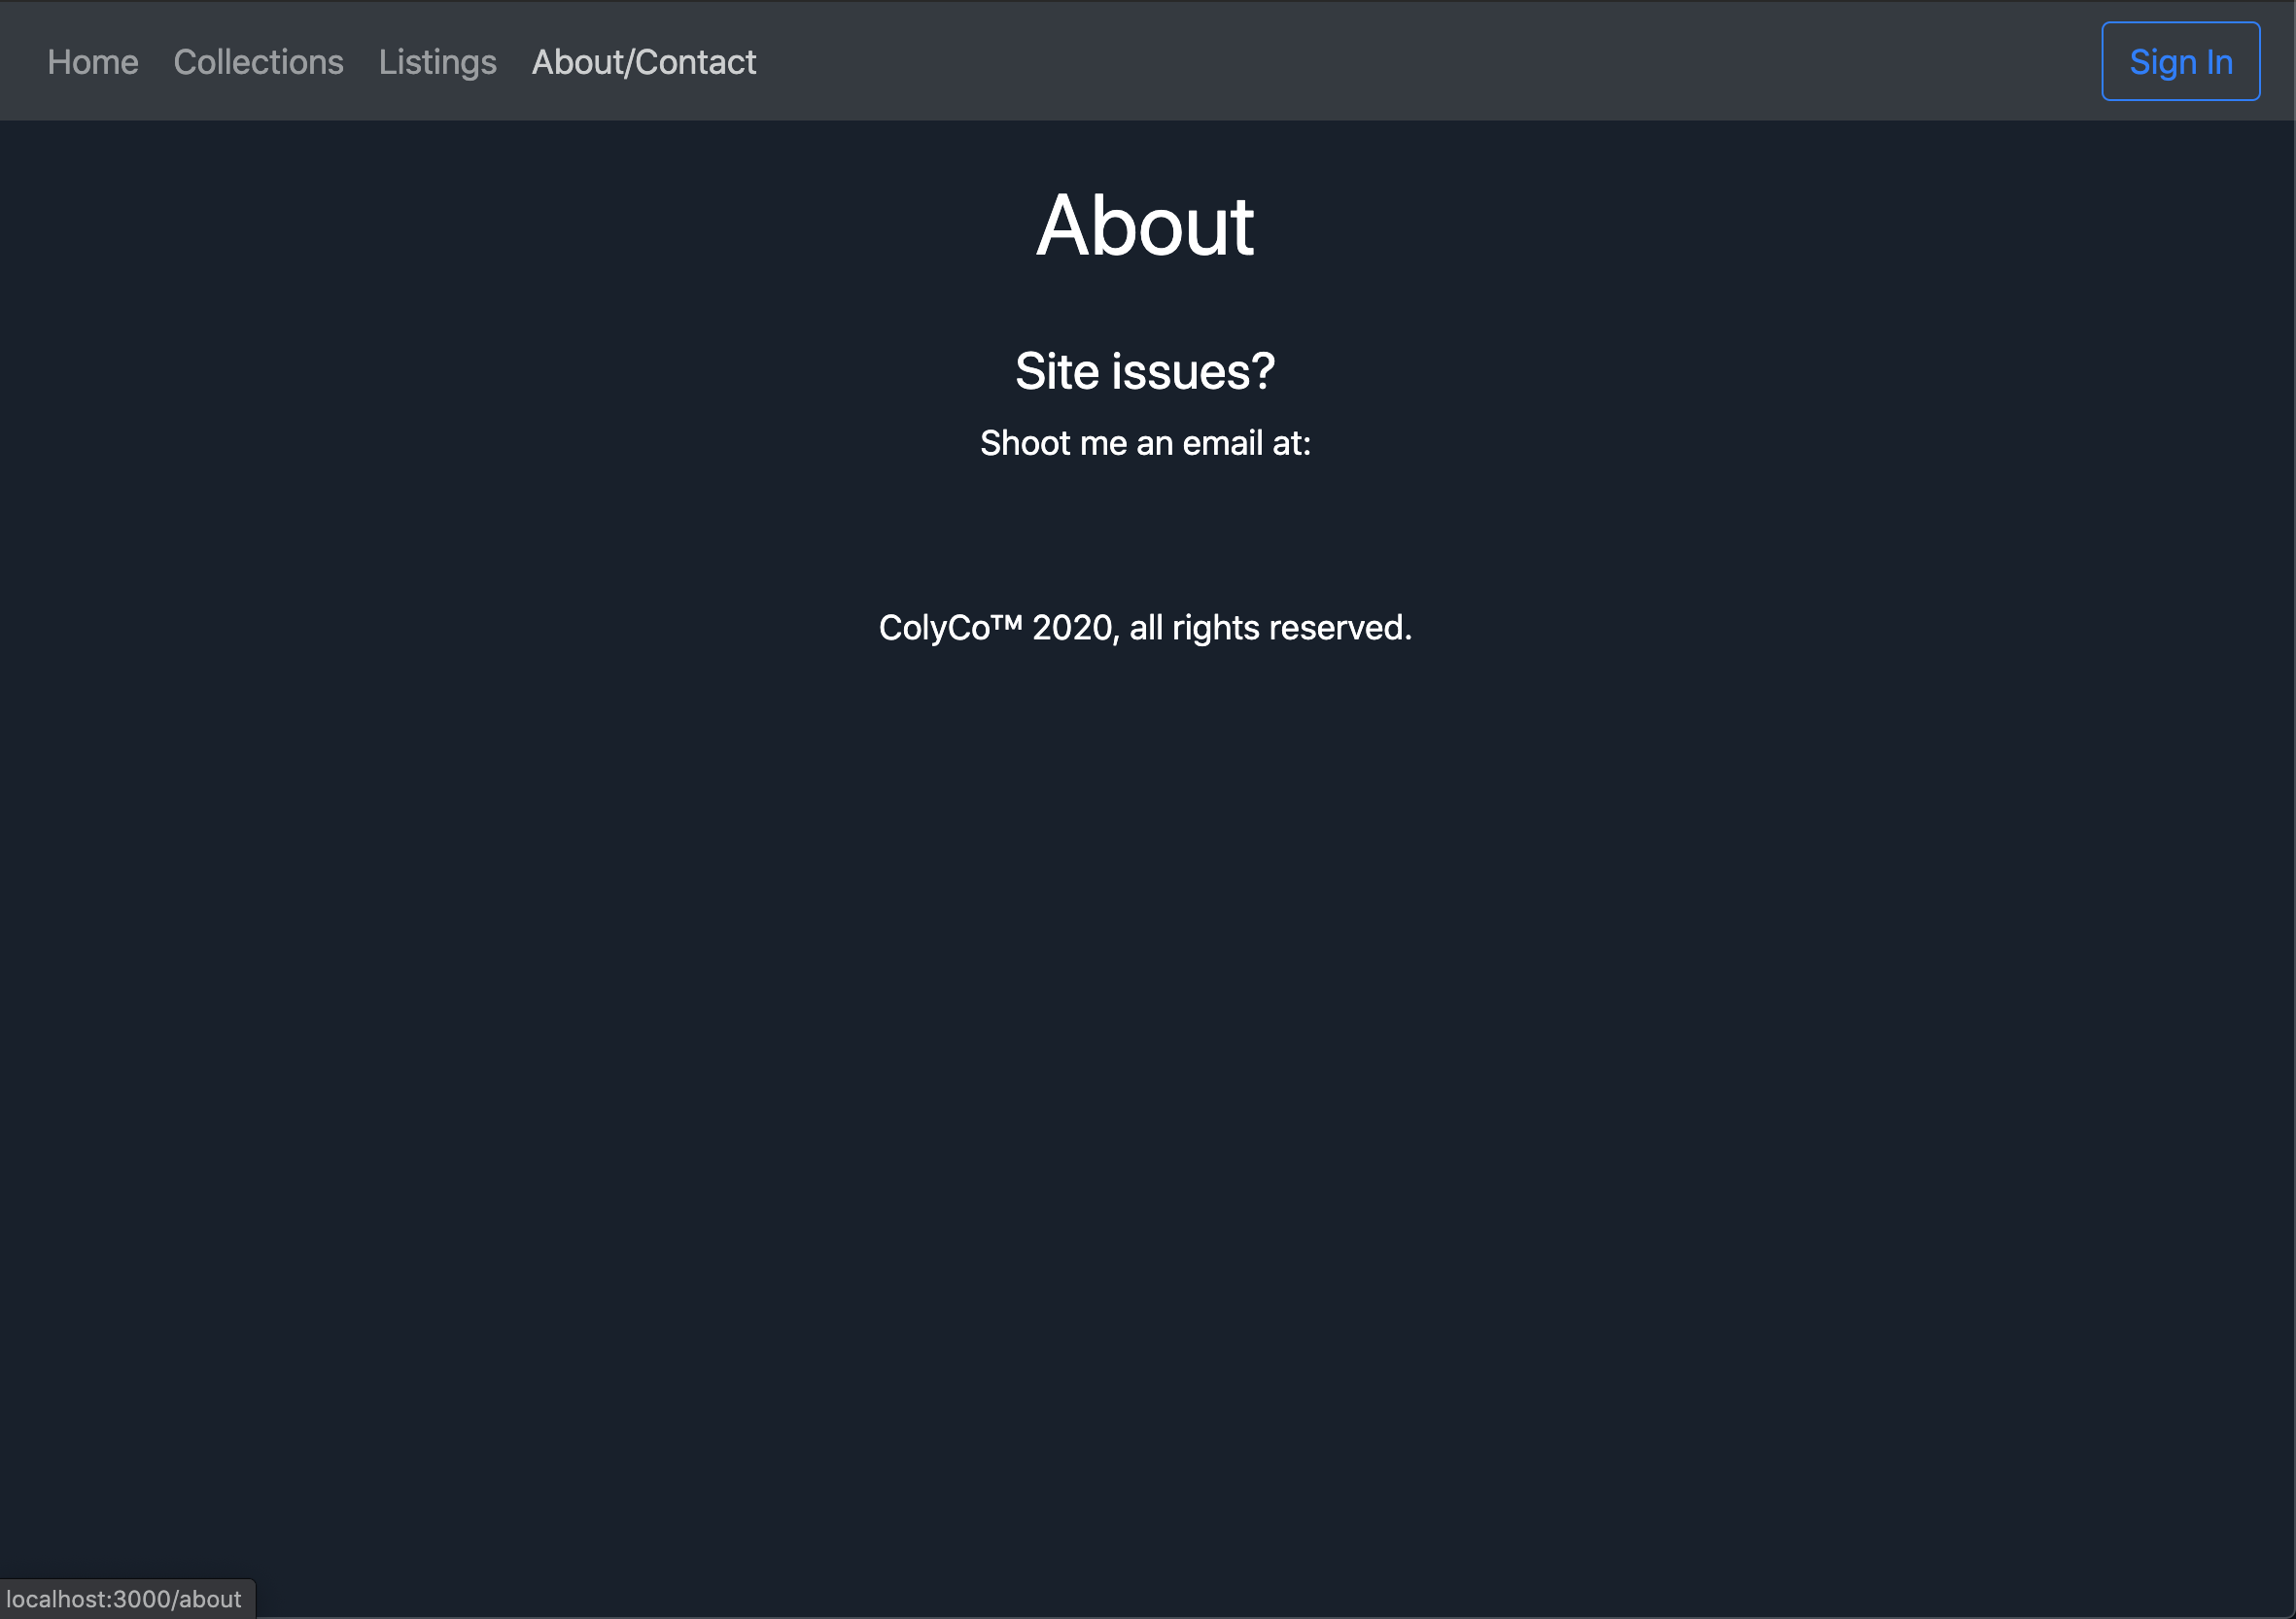 Home Collections Listings About/Contact Sign In
About
Site issues?
Shoot me an email at:
ColyCo™ 2020, all rights reserved.
localhost:3000/about